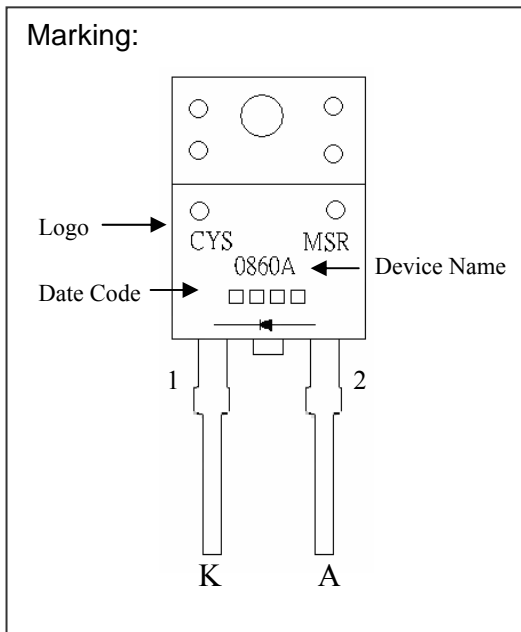 Marking:
Logo
CYS MSR
0860A
Device Name
Date Code
1 2
K A